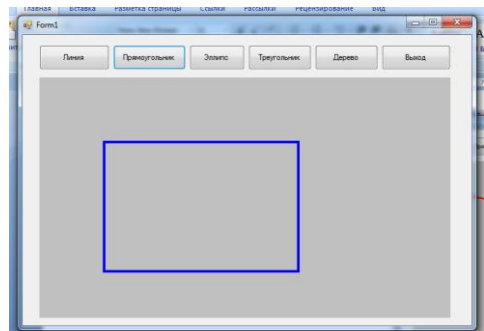 Главная Вставка Разметка страницы Ссылки Рассылки Рецензирование Вид
Form1
Линия Прямоугольник Эллипс Треугольник Дерево Выход